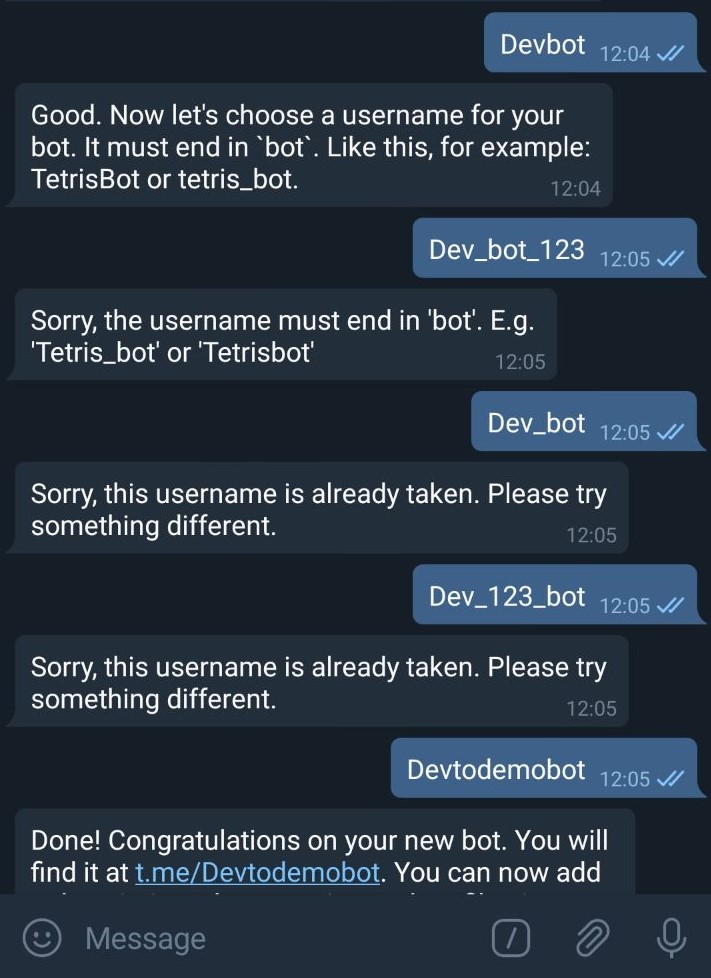 Devbot 12:04
Good. Now let's choose a username for your
bot. It must end in `bot`. Like this, for example:
TetrisBot or tetris_bot. 12:04
Dev_bot_123 12:05
Sorry, the username must end in 'bot'. E.g.
'Tetris_bot' or 'Tetrisbot' 12:05
Dev_bot 12:05
Sorry, this username is already taken. Please try
something different. 12:05
Dev_123_bot 12:05
Sorry, this username is already taken. Please try
something different. 12:05
Devtodemobot 12:05
Done! Congratulations on your new bot. You will
find it at t.me/Devtodemobot. You can now add
Message